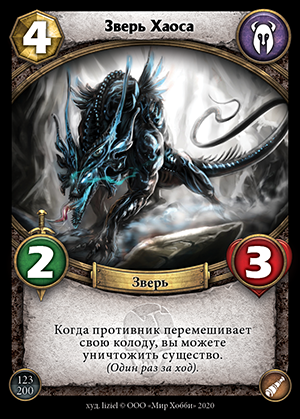 4
Зверь Хаоса
2
Зверь
3
Когда противник перемешивает
свою колоду, вы можете
уничтожить существо.
(Один раз за ход).
123
200
худ. liziel © ООО «Мир Хобби» 2020